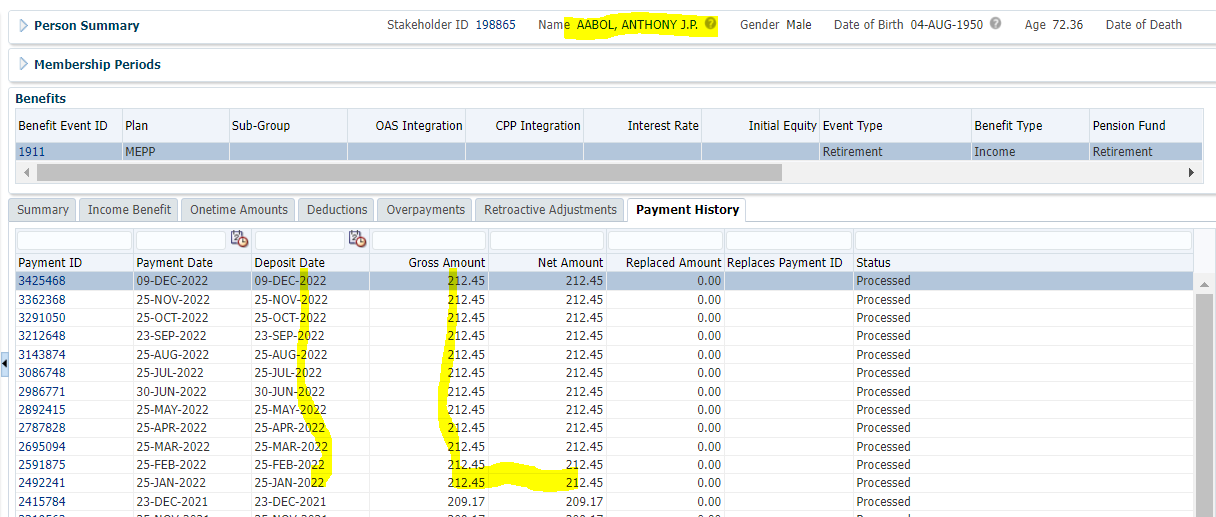 Person Summary Stakeholder ID 198865 Name AABOL, ANTHONY J.P. Gender Male Date of Birth 04-AUG-1950 Age 72.36 Date of Death
Membership Periods
Benefits
Benefit Event ID Plan Sub-Group OAS Integration CPP Integration Interest Rate Initial Equity Event Type Benefit Type Pension Fund
1911 MEPP Retirement Income Retirement
Summary Income Benefit Onetime Amounts Deductions Overpayments Retroactive Adjustments Payment History
Payment ID Payment Date Deposit Date Gross Amount Net Amount Replaced Amount Replaces Payment ID Status
3425468 09-DEC-2022 09-DEC-2022 212.45 212.45 0.00 Processed
3362368 25-NOV-2022 25-NOV-2022 212.45 212.45 0.00 Processed
3291050 25-OCT-2022 25-OCT-2022 212.45 212.45 0.00 Processed
3212648 23-SEP-2022 23-SEP-2022 212.45 212.45 0.00 Processed
3143874 25-AUG-2022 25-AUG-2022 212.45 212.45 0.00 Processed
3086748 25-JUL-2022 25-JUL-2022 212.45 212.45 0.00 Processed
2986771 30-JUN-2022 30-JUN-2022 212.45 212.45 0.00 Processed
2892415 25-MAY-2022 25-MAY-2022 212.45 212.45 0.00 Processed
2787828 25-APR-2022 25-APR-2022 212.45 212.45 0.00 Processed
2695094 25-MAR-2022 25-MAR-2022 212.45 212.45 0.00 Processed
2591875 25-FEB-2022 25-FEB-2022 212.45 212.45 0.00 Processed
2492241 25-JAN-2022 25-JAN-2022 212.45 212.45 0.00 Processed
2415784 23-DEC-2021 23-DEC-2021 209.17 209.17 0.00 Processed